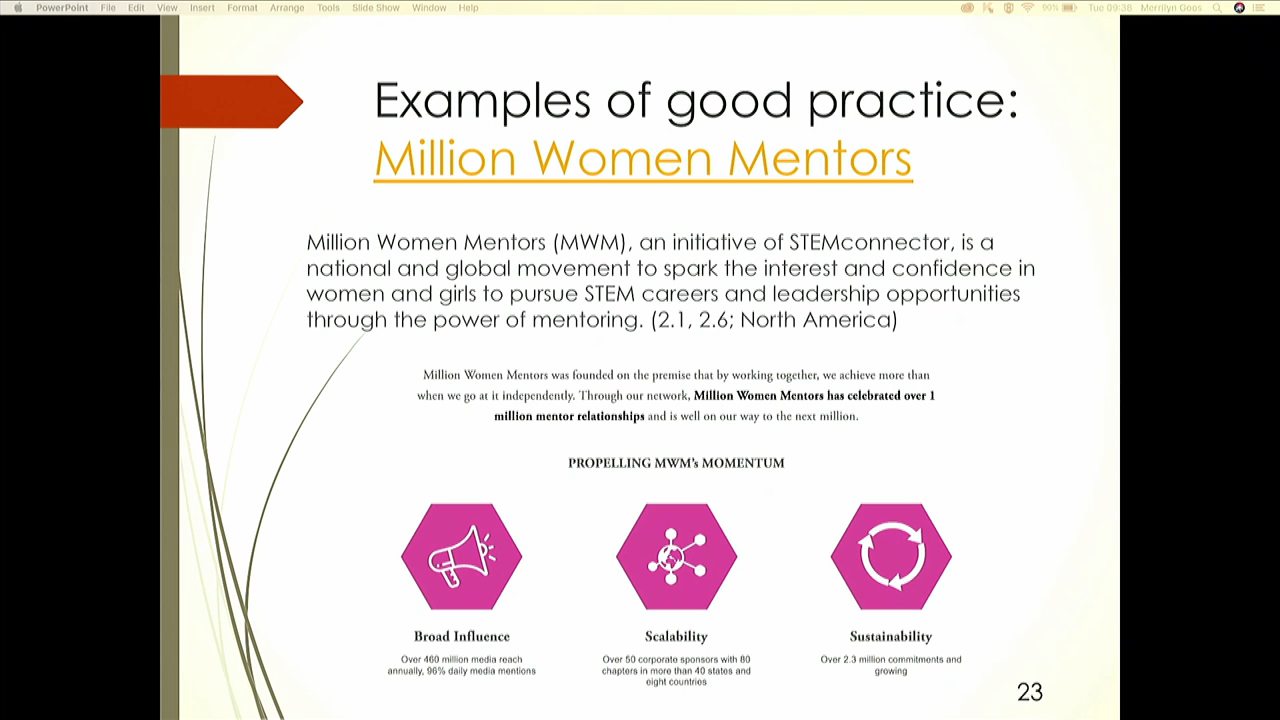 PowerPoint File Edit View Insert Format Arrange Tools Slide Show Window Help 90% Tue 09:36 Merrilyn Goos
Examples of good practice:
Million Women Mentors
Million Women Mentors (MWM), an initiative of STEMconnector, is a
national and global movement to spark the interest and confidence in
women and girls to pursue STEM careers and leadership opportunities
through the power of mentoring. (2.1, 2.6; North America)
Million Women Mentors was founded on the premise that by working together, we achieve more than
when we go at it independently. Through our network, Million Women Mentors has celebrated over 1
million mentor relationships and is well on our way to the next million.
PROPELLING MWM's MOMENTUM
Broad Influence
Over 460 million media reach
annually, 96% daily media mentions
Scalability
Over 50 corporate sponsors with 80
chapters in more than 40 states and
eight countries
Sustainability
Over 2.3 million commitments and
growing
23